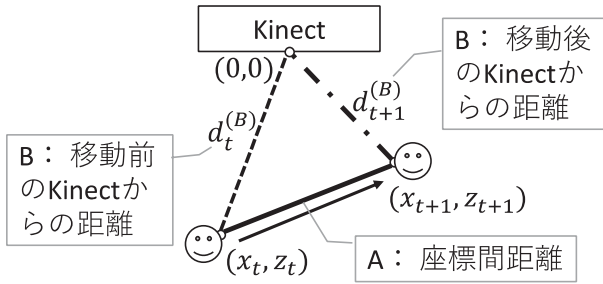 Kinect
(0,0)
B： 移動後
のKinectか
らの距離
d_t^{(B)}
d_{t+1}^{(B)}
B： 移動前
のKinectか
らの距離
(x_{t+1}, z_{t+1})
(x_t, z_t)
A： 座標間距離